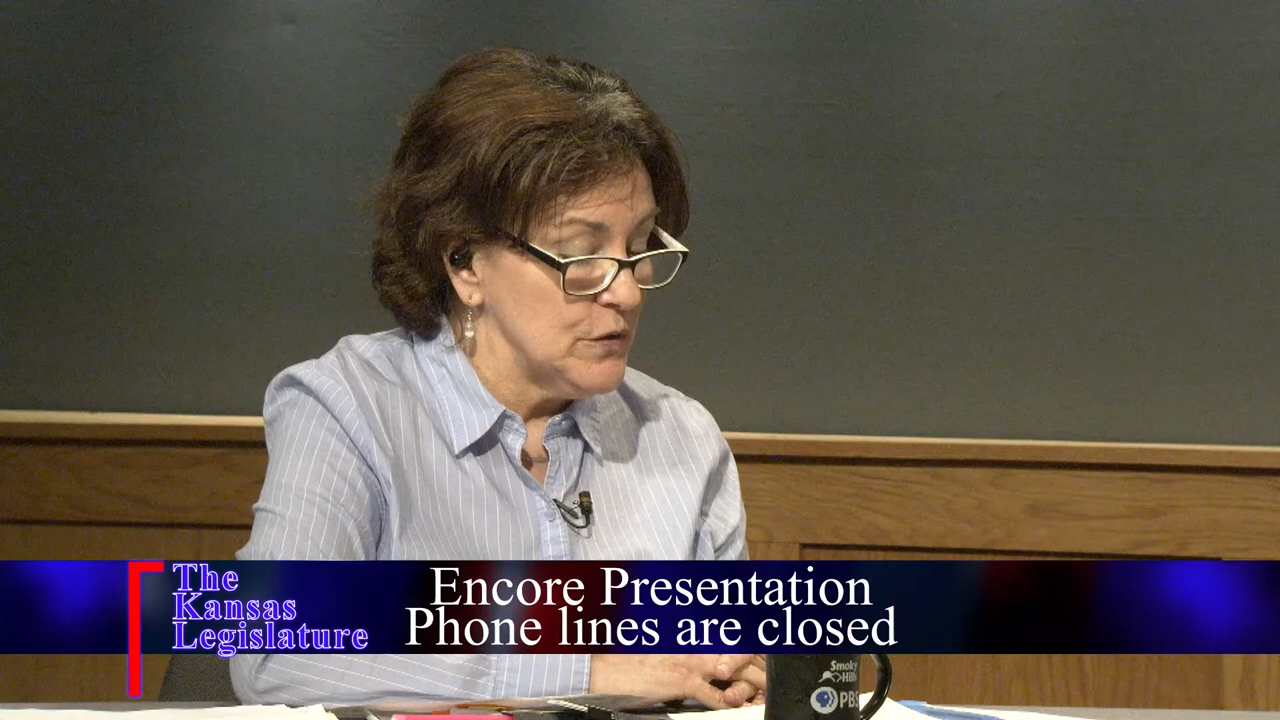 The
Kansas
Legislature
Encore Presentation
Phone lines are closed
Smoky
Hills
PBS